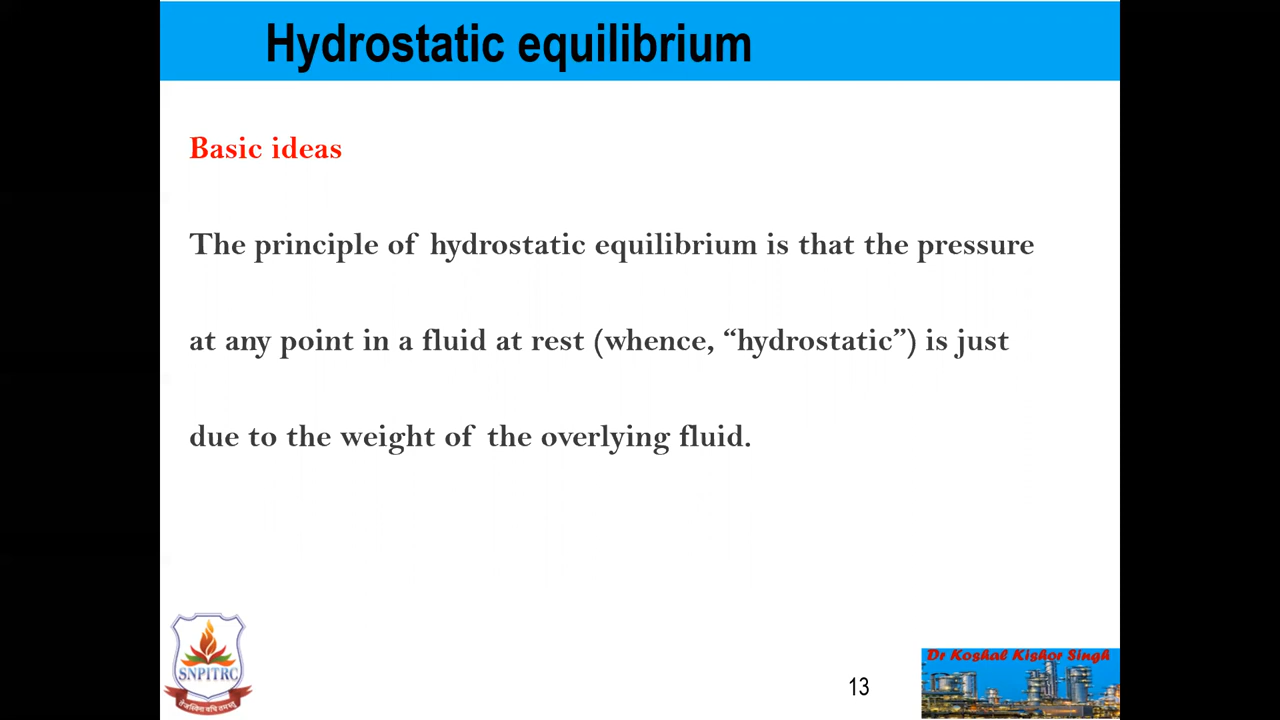 Hydrostatic equilibrium
Basic ideas
The principle of hydrostatic equilibrium is that the pressure
at any point in a fluid at rest (whence, “hydrostatic”) is just
due to the weight of the overlying fluid.
SNPITRC
Dr Koshal Kishor Singh
13